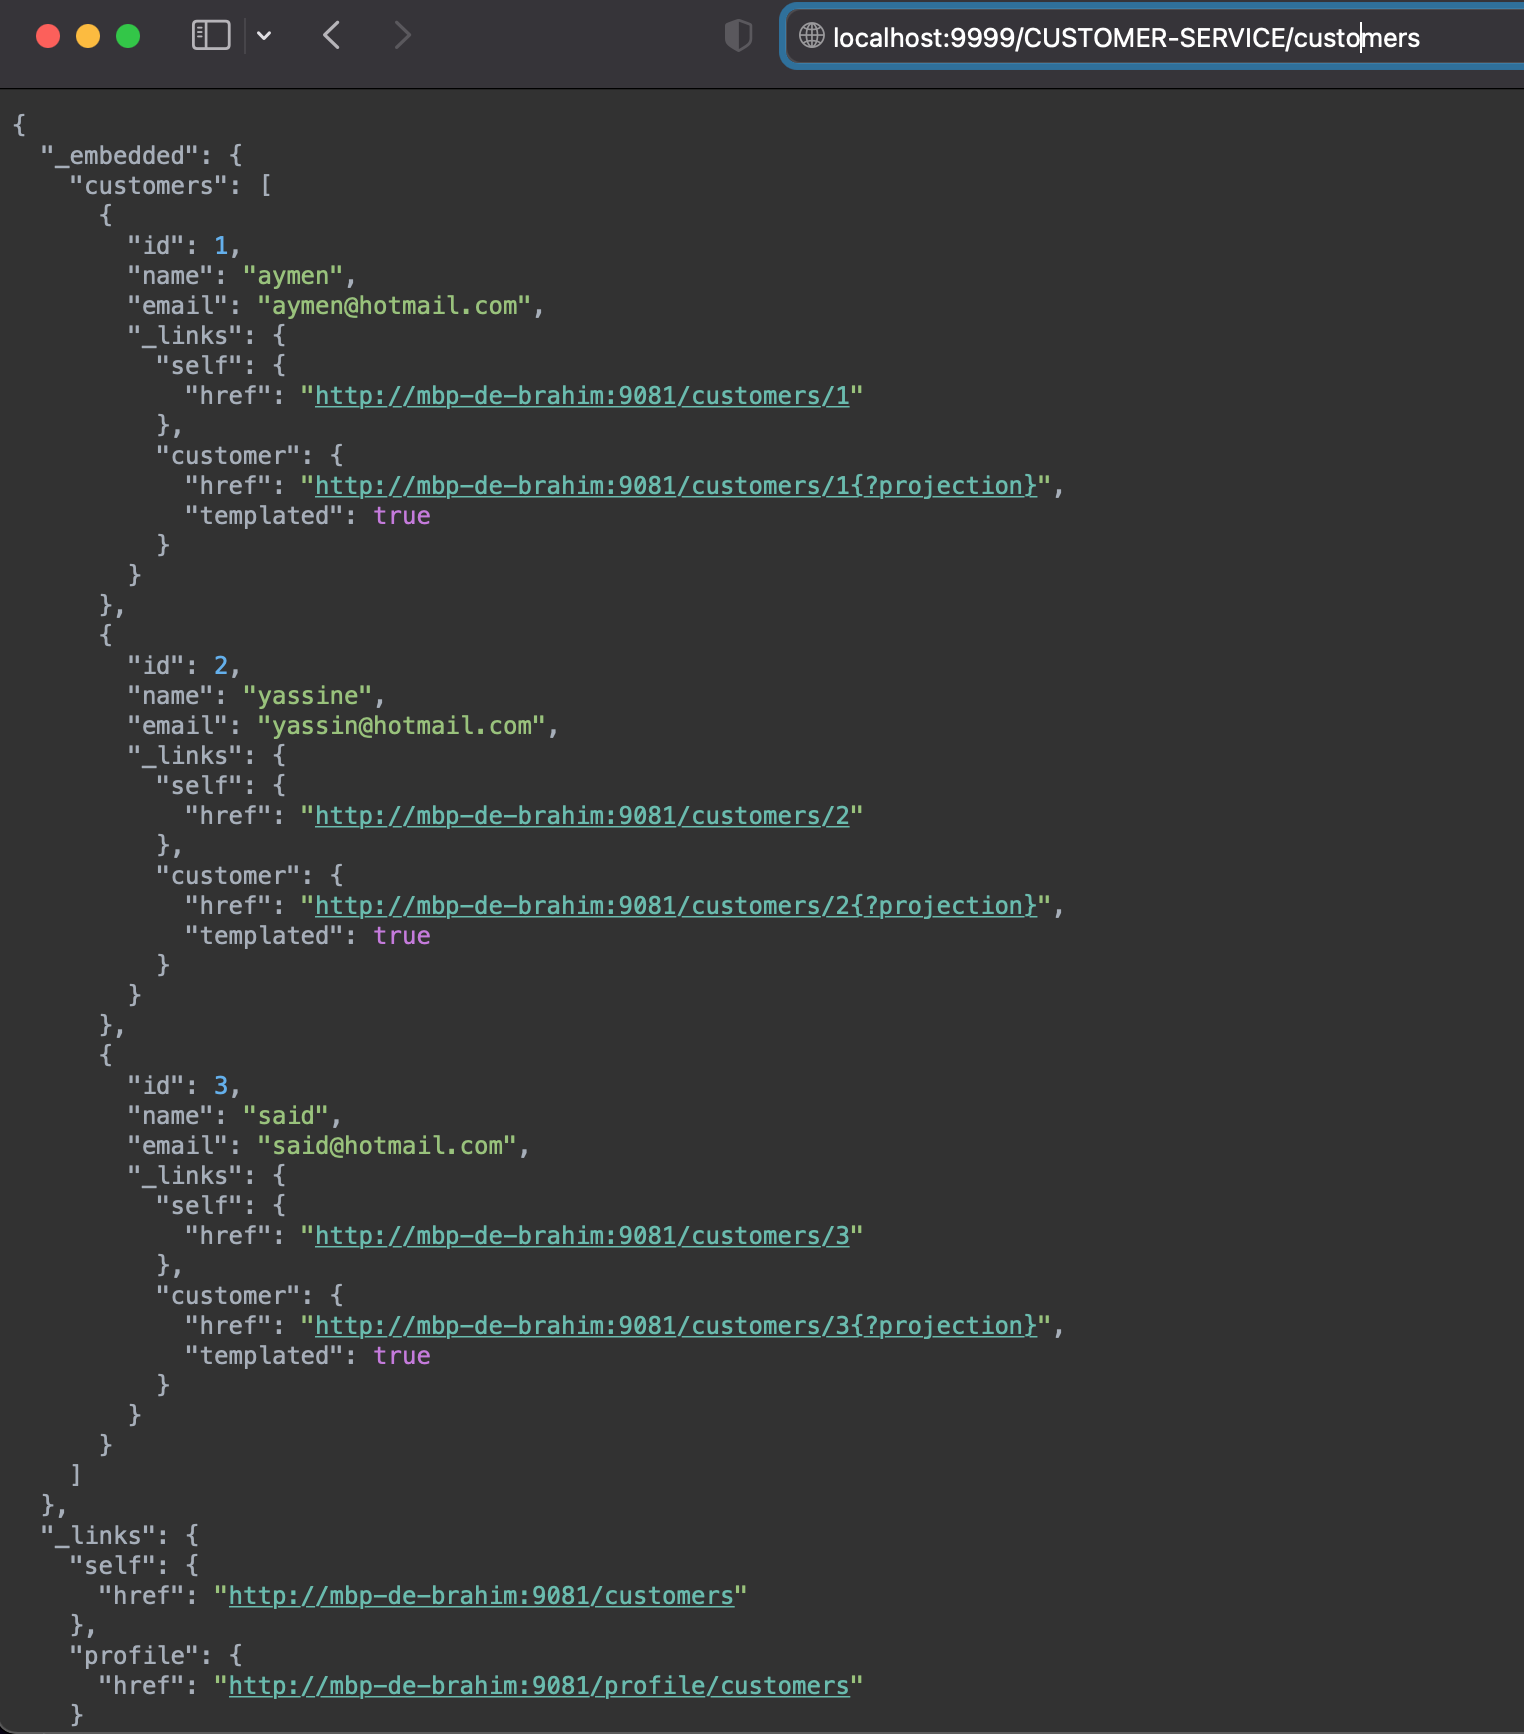 localhost:9999/CUSTOMER-SERVICE/customers
{
  "_embedded": {
    "customers": [
      {
        "id": 1,
        "name": "aymen",
        "email": "aymen@hotmail.com",
        "_links": {
          "self": {
            "href": "http://mbp-de-brahim:9081/customers/1"
          },
          "customer": {
            "href": "http://mbp-de-brahim:9081/customers/1{?projection}",
            "templated": true
          }
        }
      },
      {
        "id": 2,
        "name": "yassine",
        "email": "yassin@hotmail.com",
        "_links": {
          "self": {
            "href": "http://mbp-de-brahim:9081/customers/2"
          },
          "customer": {
            "href": "http://mbp-de-brahim:9081/customers/2{?projection}",
            "templated": true
          }
        }
      },
      {
        "id": 3,
        "name": "said",
        "email": "said@hotmail.com",
        "_links": {
          "self": {
            "href": "http://mbp-de-brahim:9081/customers/3"
          },
          "customer": {
            "href": "http://mbp-de-brahim:9081/customers/3{?projection}",
            "templated": true
          }
        }
      }
    ]
  },
  "_links": {
    "self": {
      "href": "http://mbp-de-brahim:9081/customers"
    },
    "profile": {
      "href": "http://mbp-de-brahim:9081/profile/customers"
    }